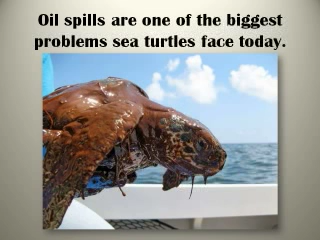 Oil spills are one of the biggest
problems sea turtles face today.